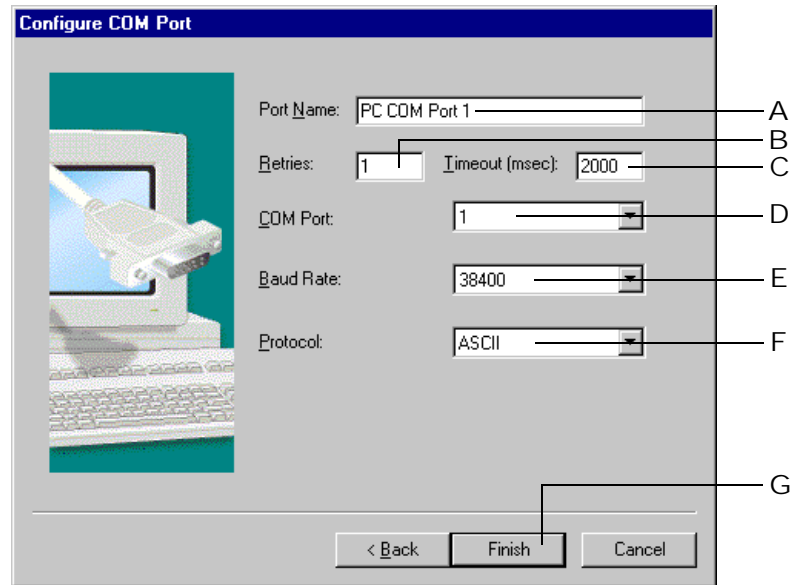 Configure COM Port
Port Name: PC COM Port 1 A
B
Retries: 1 Timeout (msec): 2000 C
COM Port: 1 D
Baud Rate: 38400 E
Protocol: ASCII F
G
< Back Finish Cancel